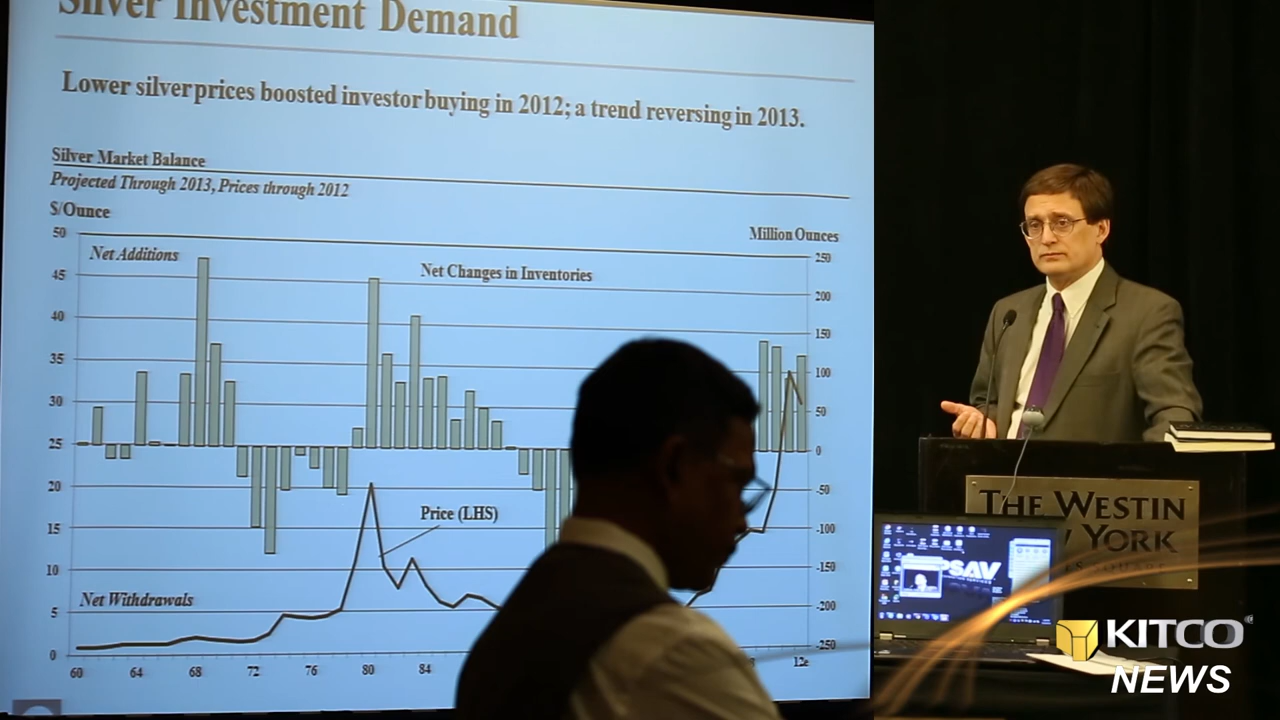 Silver Investment Demand
Lower silver prices boosted investor buying in 2012; a trend reversing in 2013.
Silver Market Balance
Projected Through 2013, Prices through 2012
$/Ounce
Million Ounces
Net Additions
Net Changes in Inventories
50
45
40
35
30
25
20
15
10
5
0
250
200
150
100
50
0
-50
-100
-150
-200
-250
Price (LHS)
Net Withdrawals
60 64 68 72 76 80 84 12e
THE WESTIN
YORK
KITCO
NEWS